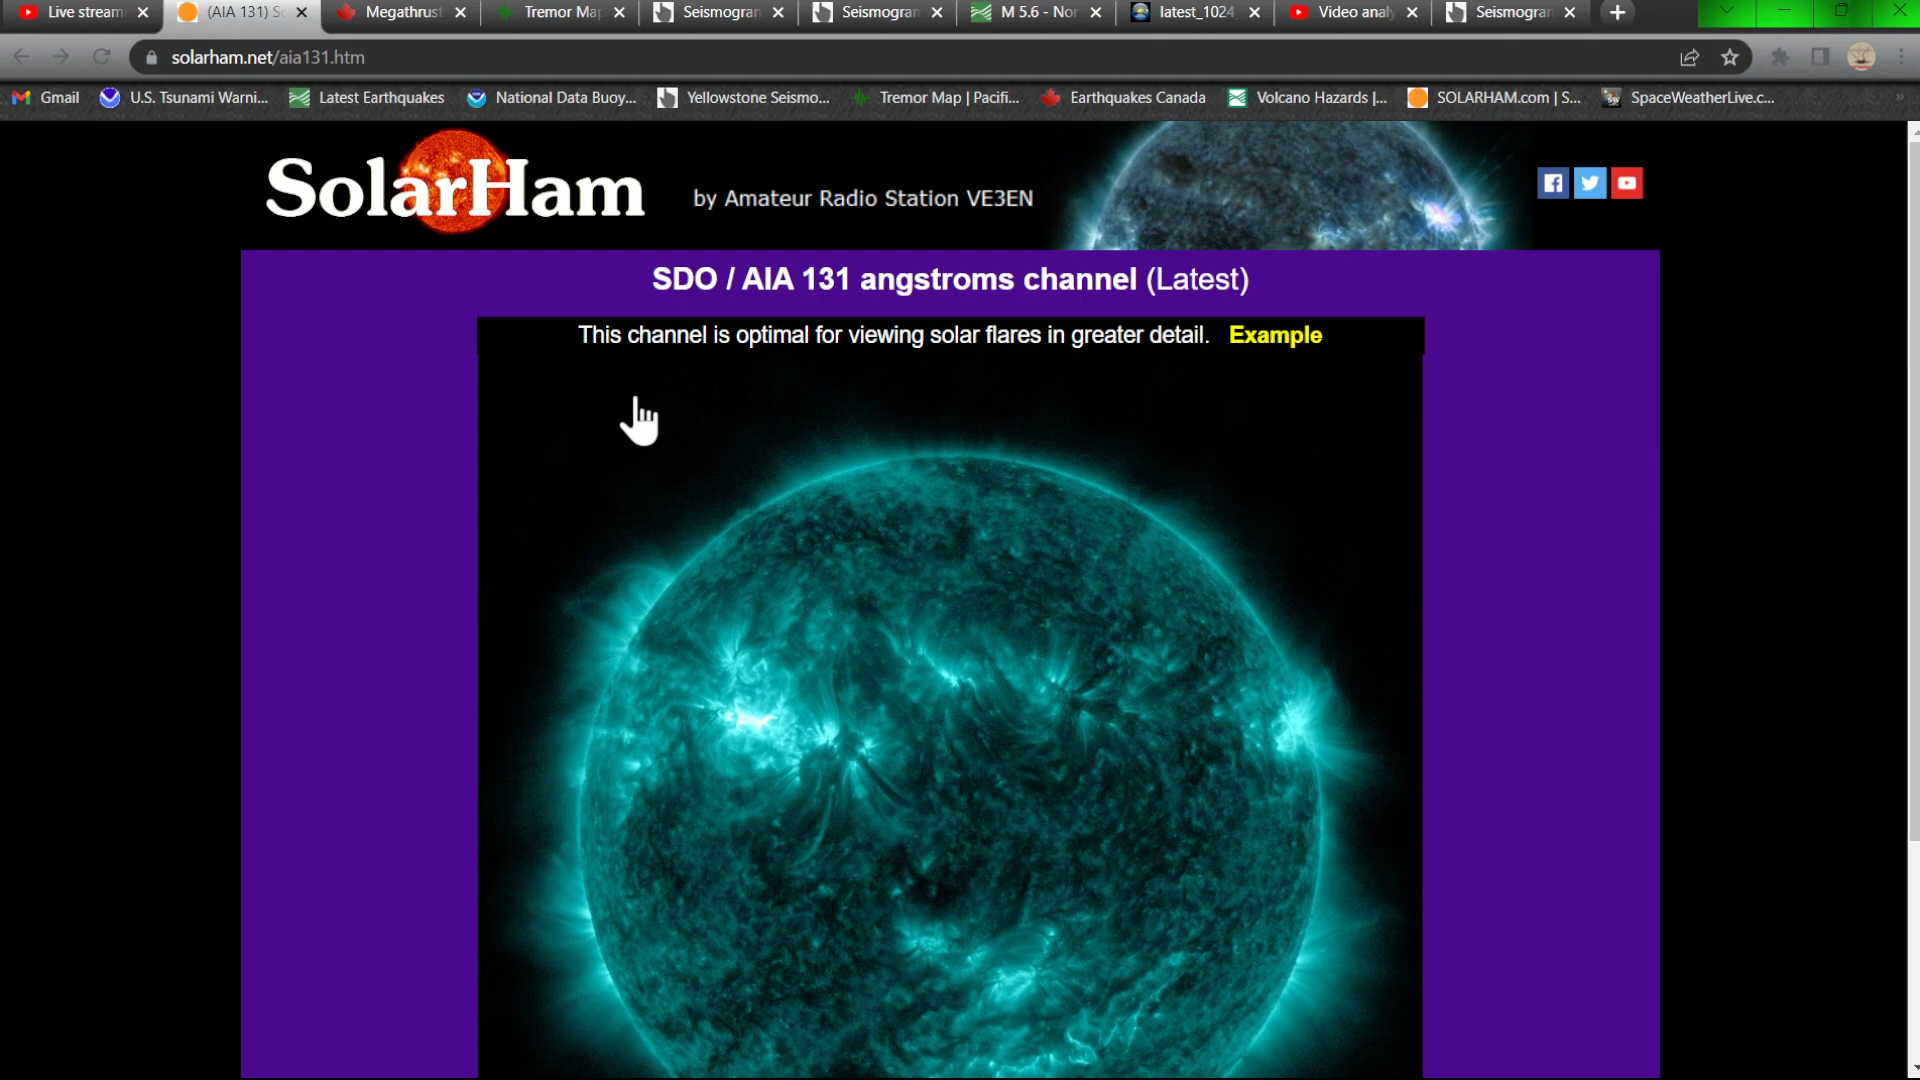 Live stream
(AIA 131) S
Megathrust
Tremor Map
Seismogran
Seismogran
M 5.6 - Nor
latest_1024
Video analy
Seismogran
solarham.net/aia131.htm
Gmail
U.S. Tsunami Warni...
Latest Earthquakes
National Data Buoy...
Yellowstone Seismo...
Tremor Map | Pacifi...
Earthquakes Canada
Volcano Hazards |...
SOLARHAM.com | S...
SpaceWeatherLive.c...
SolarHam
by Amateur Radio Station VE3EN
SDO / AIA 131 angstroms channel (Latest)
This channel is optimal for viewing solar flares in greater detail. Example